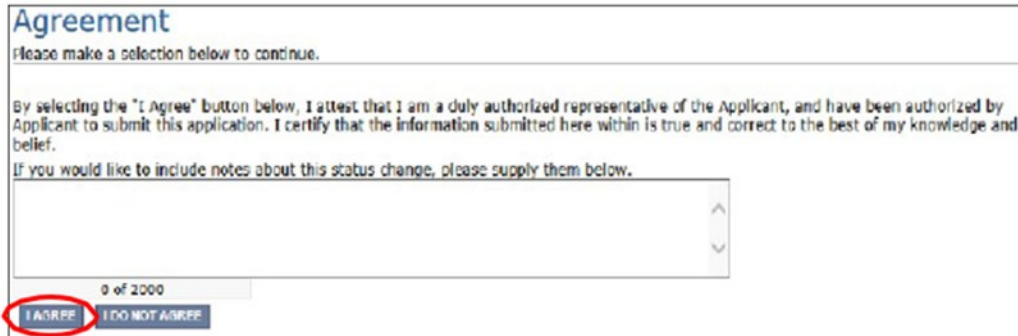 Agreement
Please make a selection below to continue.
By selecting the "I Agree" button below, I attest that I am a duly authorized representative of the Applicant, and have been authorized by
Applicant to submit this application. I certify that the information submitted here within is true and correct to the best of my knowledge and
belief.
If you would like to include notes about this status change, please supply them below.
0 of 2000
I AGREE I DO NOT AGREE